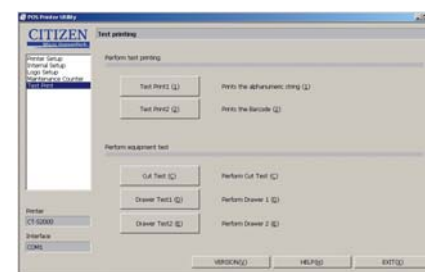 POS Printer Utility
CITIZEN
Micro HumanTech
Test printing
Printer Setup
Internal Setup
Logo Setup
Maintenance Counter
Test Print
Perform test printing
Test Print1 (1)
Prints the alphanumeric string (1)
Test Print2 (2)
Prints the Barcode (2)
Perform equipment test
Cut Test (C)
Perform Cut Test (C)
Drawer Test1 (D)
Perform Drawer 1 (D)
Drawer Test2 (E)
Perform Drawer 2 (E)
Printer
CT-S2000
Interface
COM1
VERSION(V)
HELP(H)
EXIT(X)